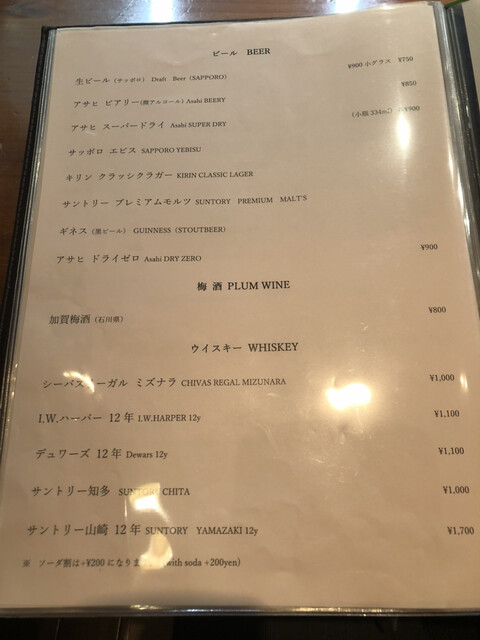 ビール BEER
生ビール (サッポロ) Draft Beer (SAPPORO) ¥900 小グラス ¥750
アサヒ ビアリー(微アルコール) Asahi BEERY ¥850
アサヒ スーパードライ Asahi SUPER DRY (小瓶 334ml) ¥900
サッポロ エビス SAPPORO YEBISU
キリン クラッシクラガー KIRIN CLASSIC LAGER
サントリー プレミアムモルツ SUNTORY PREMIUM MALT'S
ギネス (黒ビール) GUINNESS (STOUTBEER)
アサヒ ドライゼロ Asahi DRY ZERO ¥900
梅 酒 PLUM WINE
加賀梅酒 (石川県) ¥800
ウイスキー WHISKEY
シーバスリーガル ミズナラ CHIVAS REGAL MIZUNARA ¥1,000
I.W.ハーパー 12年 I.W.HARPER 12y ¥1,100
デュワーズ 12年 Dewars 12y ¥1,100
サントリー知多 SUNTORY CHITA ¥1,000
サントリー山崎 12年 SUNTORY YAMAZAKI 12y ¥1,700
※ ソーダ割は+¥200になります (with soda +200yen)